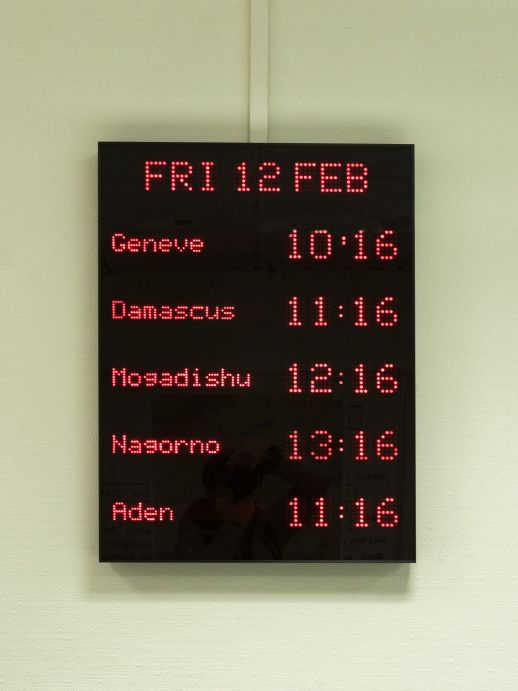 FRI 12 FEB
Geneve 10:16
Damascus 11:16
Mogadishu 12:16
Nagorno 13:16
Aden 11:16